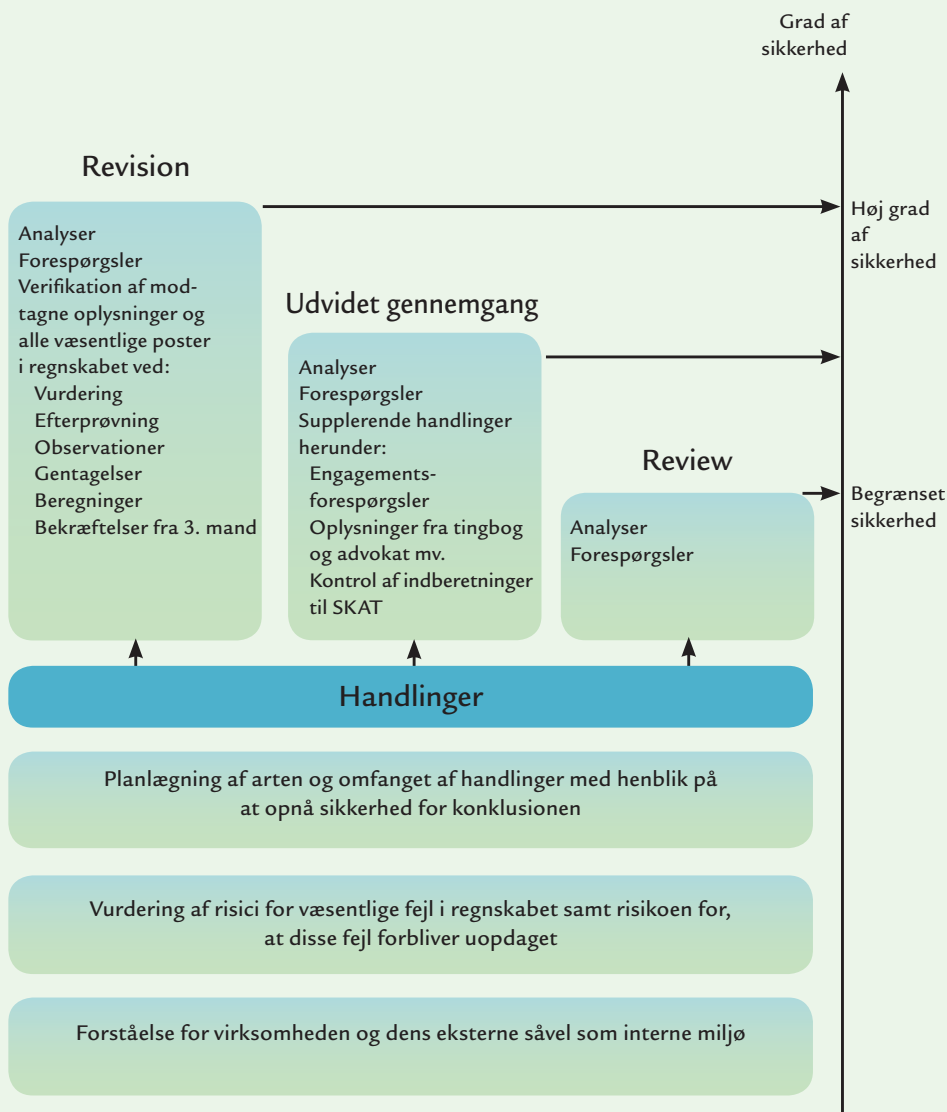 Grad af
sikkerhed
Revision
Analyser
Forespørgsler
Verifikation af mod-
tagne oplysninger og
alle væsentlige poster
i regnskabet ved:
Vurdering
Efterprøvning
Observationer
Gentagelser
Beregninger
Bekræftelser fra 3. mand
Høj grad
af
sikkerhed
Udvidet gennemgang
Analyser
Forespørgsler
Supplerende handlinger
herunder:
Engagements-
forespørgsler
Oplysninger fra tingbog
og advokat mv.
Kontrol af indberetninger
til SKAT
Review
Analyser
Forespørgsler
Begrænset
sikkerhed
Handlinger
Planlægning af arten og omfanget af handlinger med henblik på
at opnå sikkerhed for konklusionen
Vurdering af risici for væsentlige fejl i regnskabet samt risikoen for,
at disse fejl forbliver uopdaget
Forståelse for virksomheden og dens eksterne såvel som interne miljø